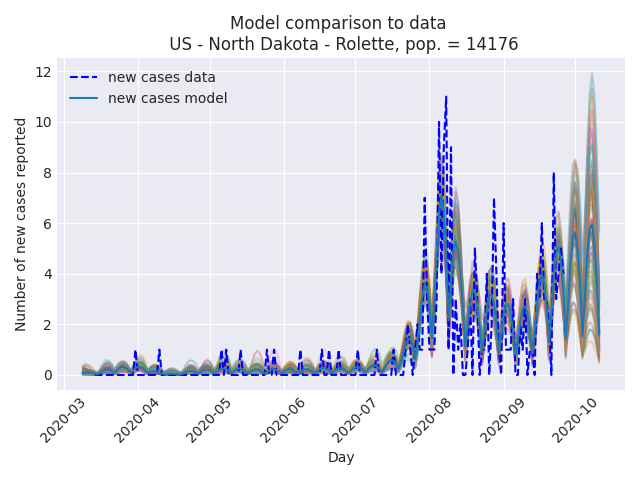 Model comparison to data
US - North Dakota - Rolette, pop. = 14176
new cases data
new cases model
Number of new cases reported
12
10
8
6
4
2
0
2020-03
2020-04
2020-05
2020-06
2020-07
2020-08
2020-09
2020-10
Day